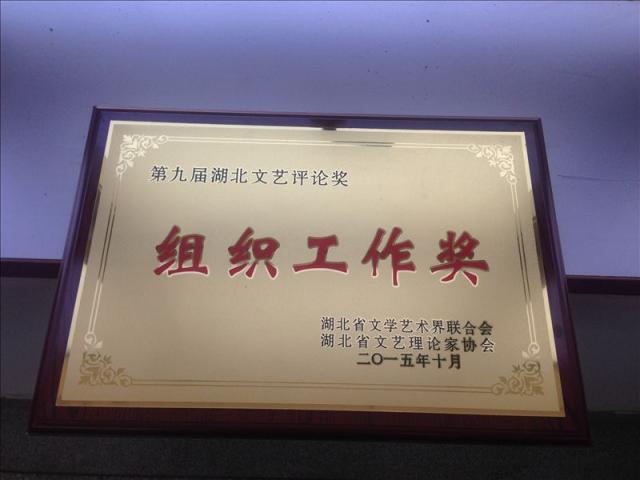 第九届湖北文艺评论奖
组织工作奖
湖北省文学艺术界联合会
湖北省文艺理论家协会
二〇一五年十月